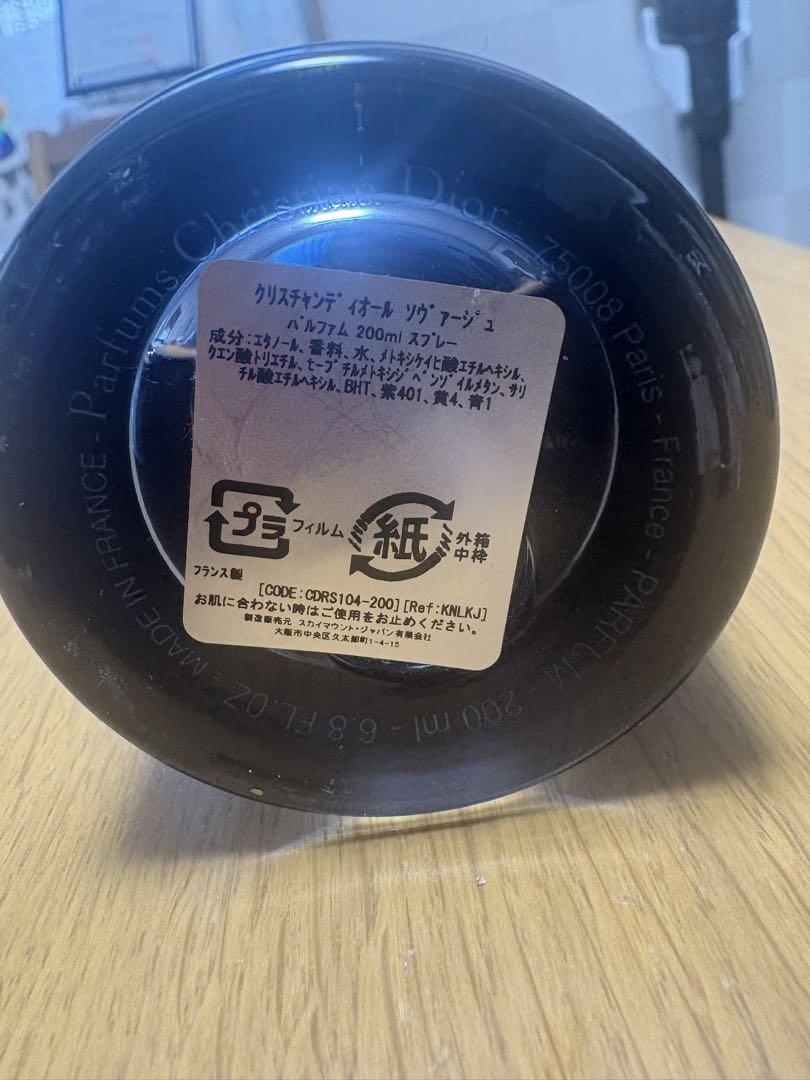 Parfums Christian Dior - 75008 Paris - France - PARFUM - 200 ml - 6.8 FL.OZ - MADE IN FRANCE -
クリスチャンディオール ソヴァージュ
パルファム 200ml スプレー
成分:エタノール、香料、水、メトキシケイヒ酸エチルヘキシル、
クエン酸トリエチル、t-ブチルメトキシジベンゾイルメタン、サリ
チル酸エチルヘキシル、BHT、紫401、黄4、青1
プラ フィルム 紙 外箱
中枠
フランス製
[CODE:CDRS104-200][Ref:KNLKJ]
お肌に合わない時はご使用をお止めください。
製造販売元 スカイマウント・ジャパン有限会社
大阪市中央区久太郎町1-4-15